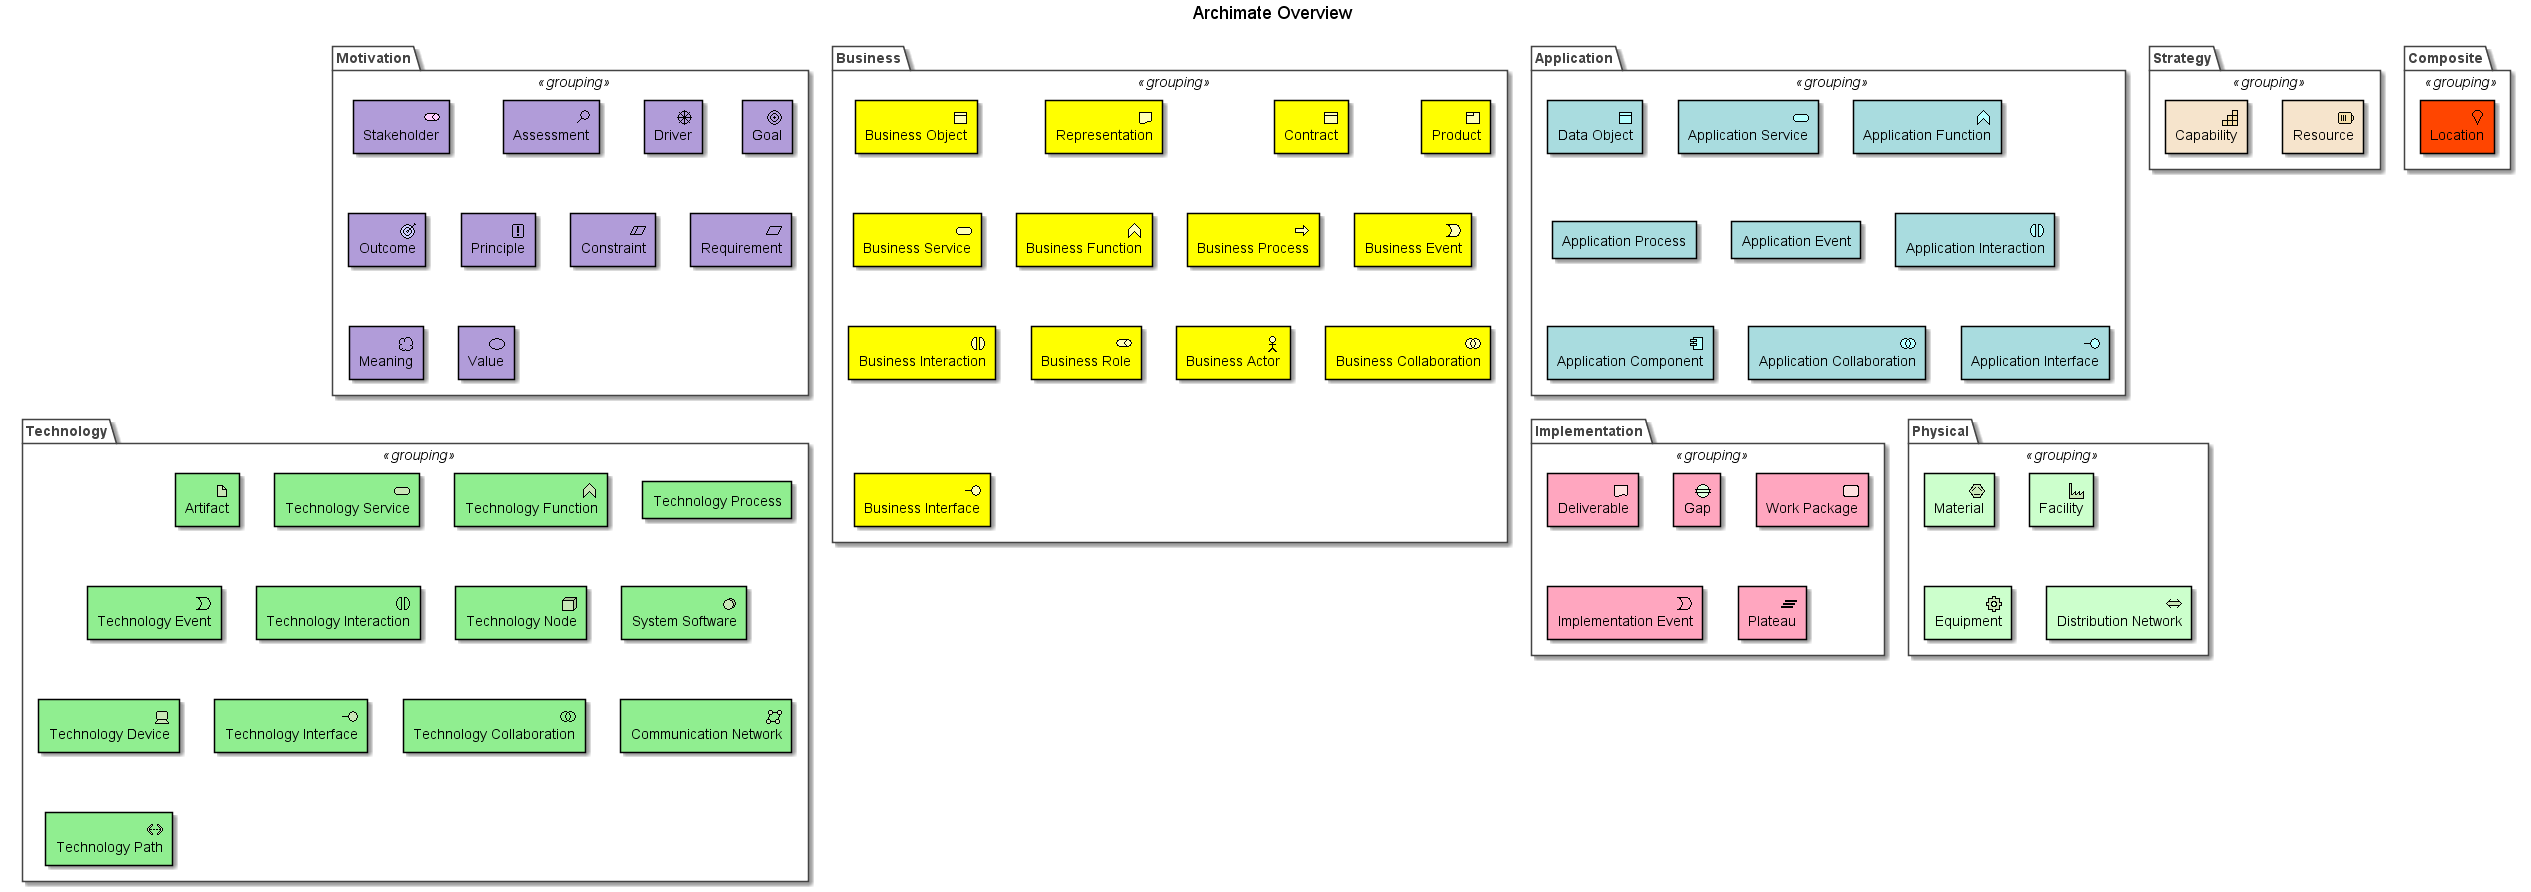 Archimate Overview
Motivation
«grouping»
Stakeholder
Assessment
Driver
Goal
Outcome
Principle
Constraint
Requirement
Meaning
Value
Business
«grouping»
Business Object
Representation
Contract
Product
Business Service
Business Function
Business Process
Business Event
Business Interaction
Business Role
Business Actor
Business Collaboration
Business Interface
Application
«grouping»
Data Object
Application Service
Application Function
Application Process
Application Event
Application Interaction
Application Component
Application Collaboration
Application Interface
Strategy
«grouping»
Capability
Resource
Composite
«grouping»
Location
Technology
«grouping»
Artifact
Technology Service
Technology Function
Technology Process
Technology Event
Technology Interaction
Technology Node
System Software
Technology Device
Technology Interface
Technology Collaboration
Communication Network
Technology Path
Implementation
«grouping»
Deliverable
Gap
Work Package
Implementation Event
Plateau
Physical
«grouping»
Material
Facility
Equipment
Distribution Network